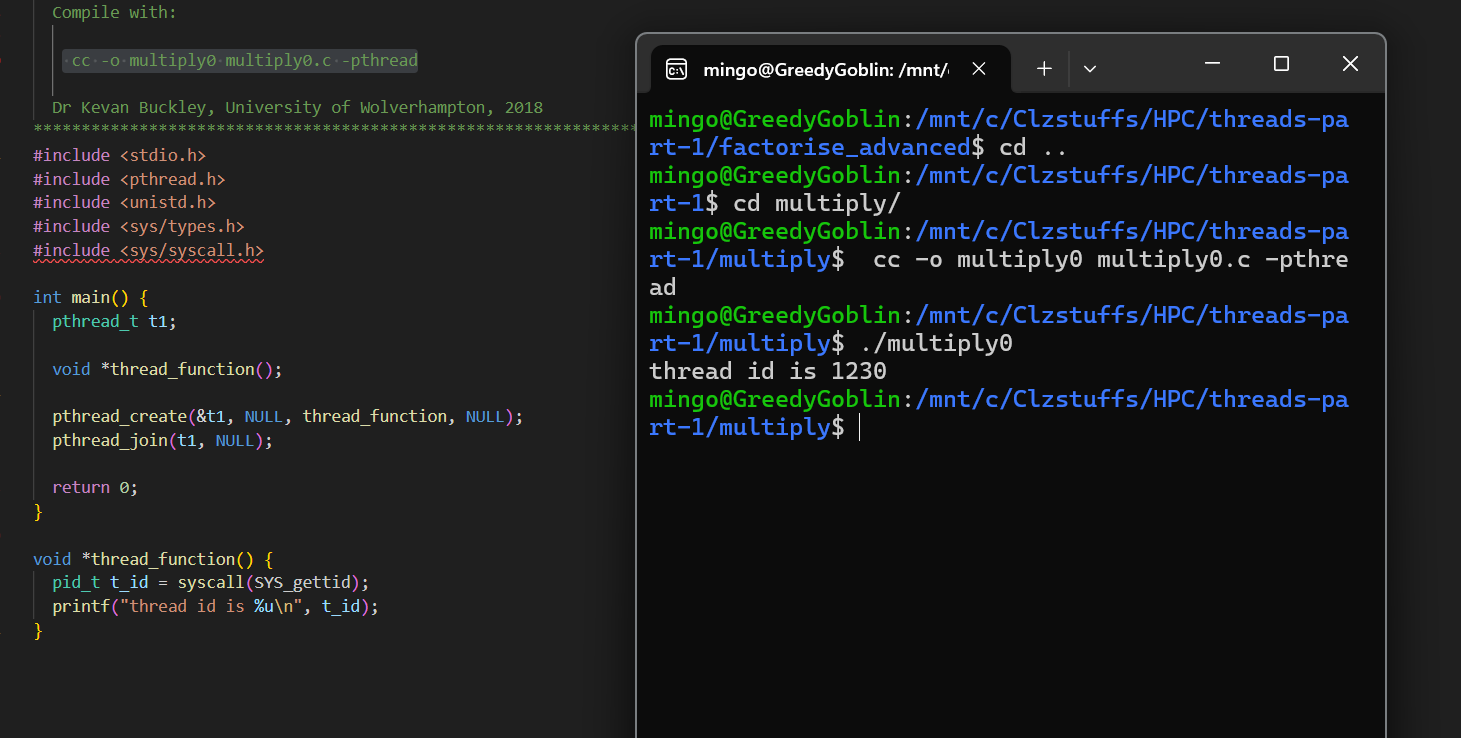 Compile with:
cc -o multiply0 multiply0.c -pthread
Dr Kevan Buckley, University of Wolverhampton, 2018
***************************************************************
#include <stdio.h>
#include <pthread.h>
#include <unistd.h>
#include <sys/types.h>
#include <sys/syscall.h>
int main() {
pthread_t t1;
void *thread_function();
pthread_create(&t1, NULL, thread_function, NULL);
pthread_join(t1, NULL);
return 0;
}
void *thread_function() {
pid_t t_id = syscall(SYS_gettid);
printf("thread id is %u\n", t_id);
}
mingo@GreedyGoblin: /mnt/
mingo@GreedyGoblin:/mnt/c/Clzstuffs/HPC/threads-pa
rt-1/factorise_advanced$ cd ..
mingo@GreedyGoblin:/mnt/c/Clzstuffs/HPC/threads-pa
rt-1$ cd multiply/
mingo@GreedyGoblin:/mnt/c/Clzstuffs/HPC/threads-pa
rt-1/multiply$  cc -o multiply0 multiply0.c -pthre
ad
mingo@GreedyGoblin:/mnt/c/Clzstuffs/HPC/threads-pa
rt-1/multiply$ ./multiply0
thread id is 1230
mingo@GreedyGoblin:/mnt/c/Clzstuffs/HPC/threads-pa
rt-1/multiply$